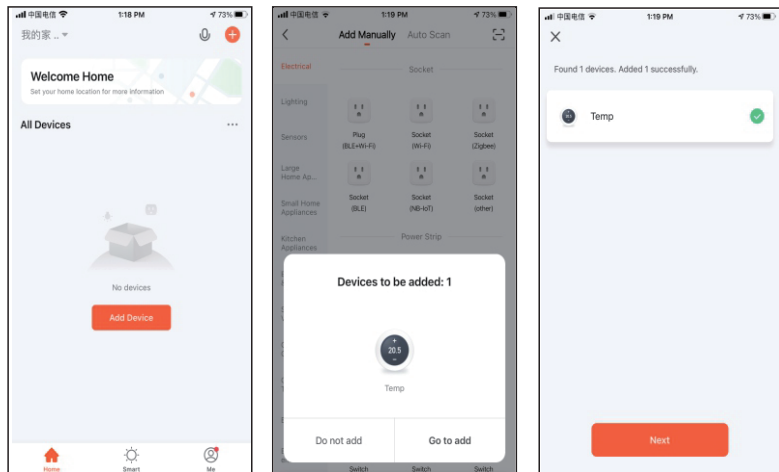 中国电信
1:18 PM
73%
我的家 ..
Welcome Home
Set your home location for more information
All Devices
...
No devices
Add Device
Home
Smart
Me
中国电信
1:19 PM
73%
Add Manually
Auto Scan
Electrical
Socket
Lighting
Sensors
Plug
(BLE+Wi-Fi)
Socket
(Wi-Fi)
Socket
(Zigbee)
Large
Home Ap...
Small Home
Appliances
Socket
(BLE)
Socket
(NB-IoT)
Socket
(other)
Kitchen
Appliances
Power Strip
Devices to be added: 1
20.5
Temp
Do not add
Go to add
Switch
Switch
Switch
中国电信
1:19 PM
73%
Found 1 devices. Added 1 successfully.
Temp
Next